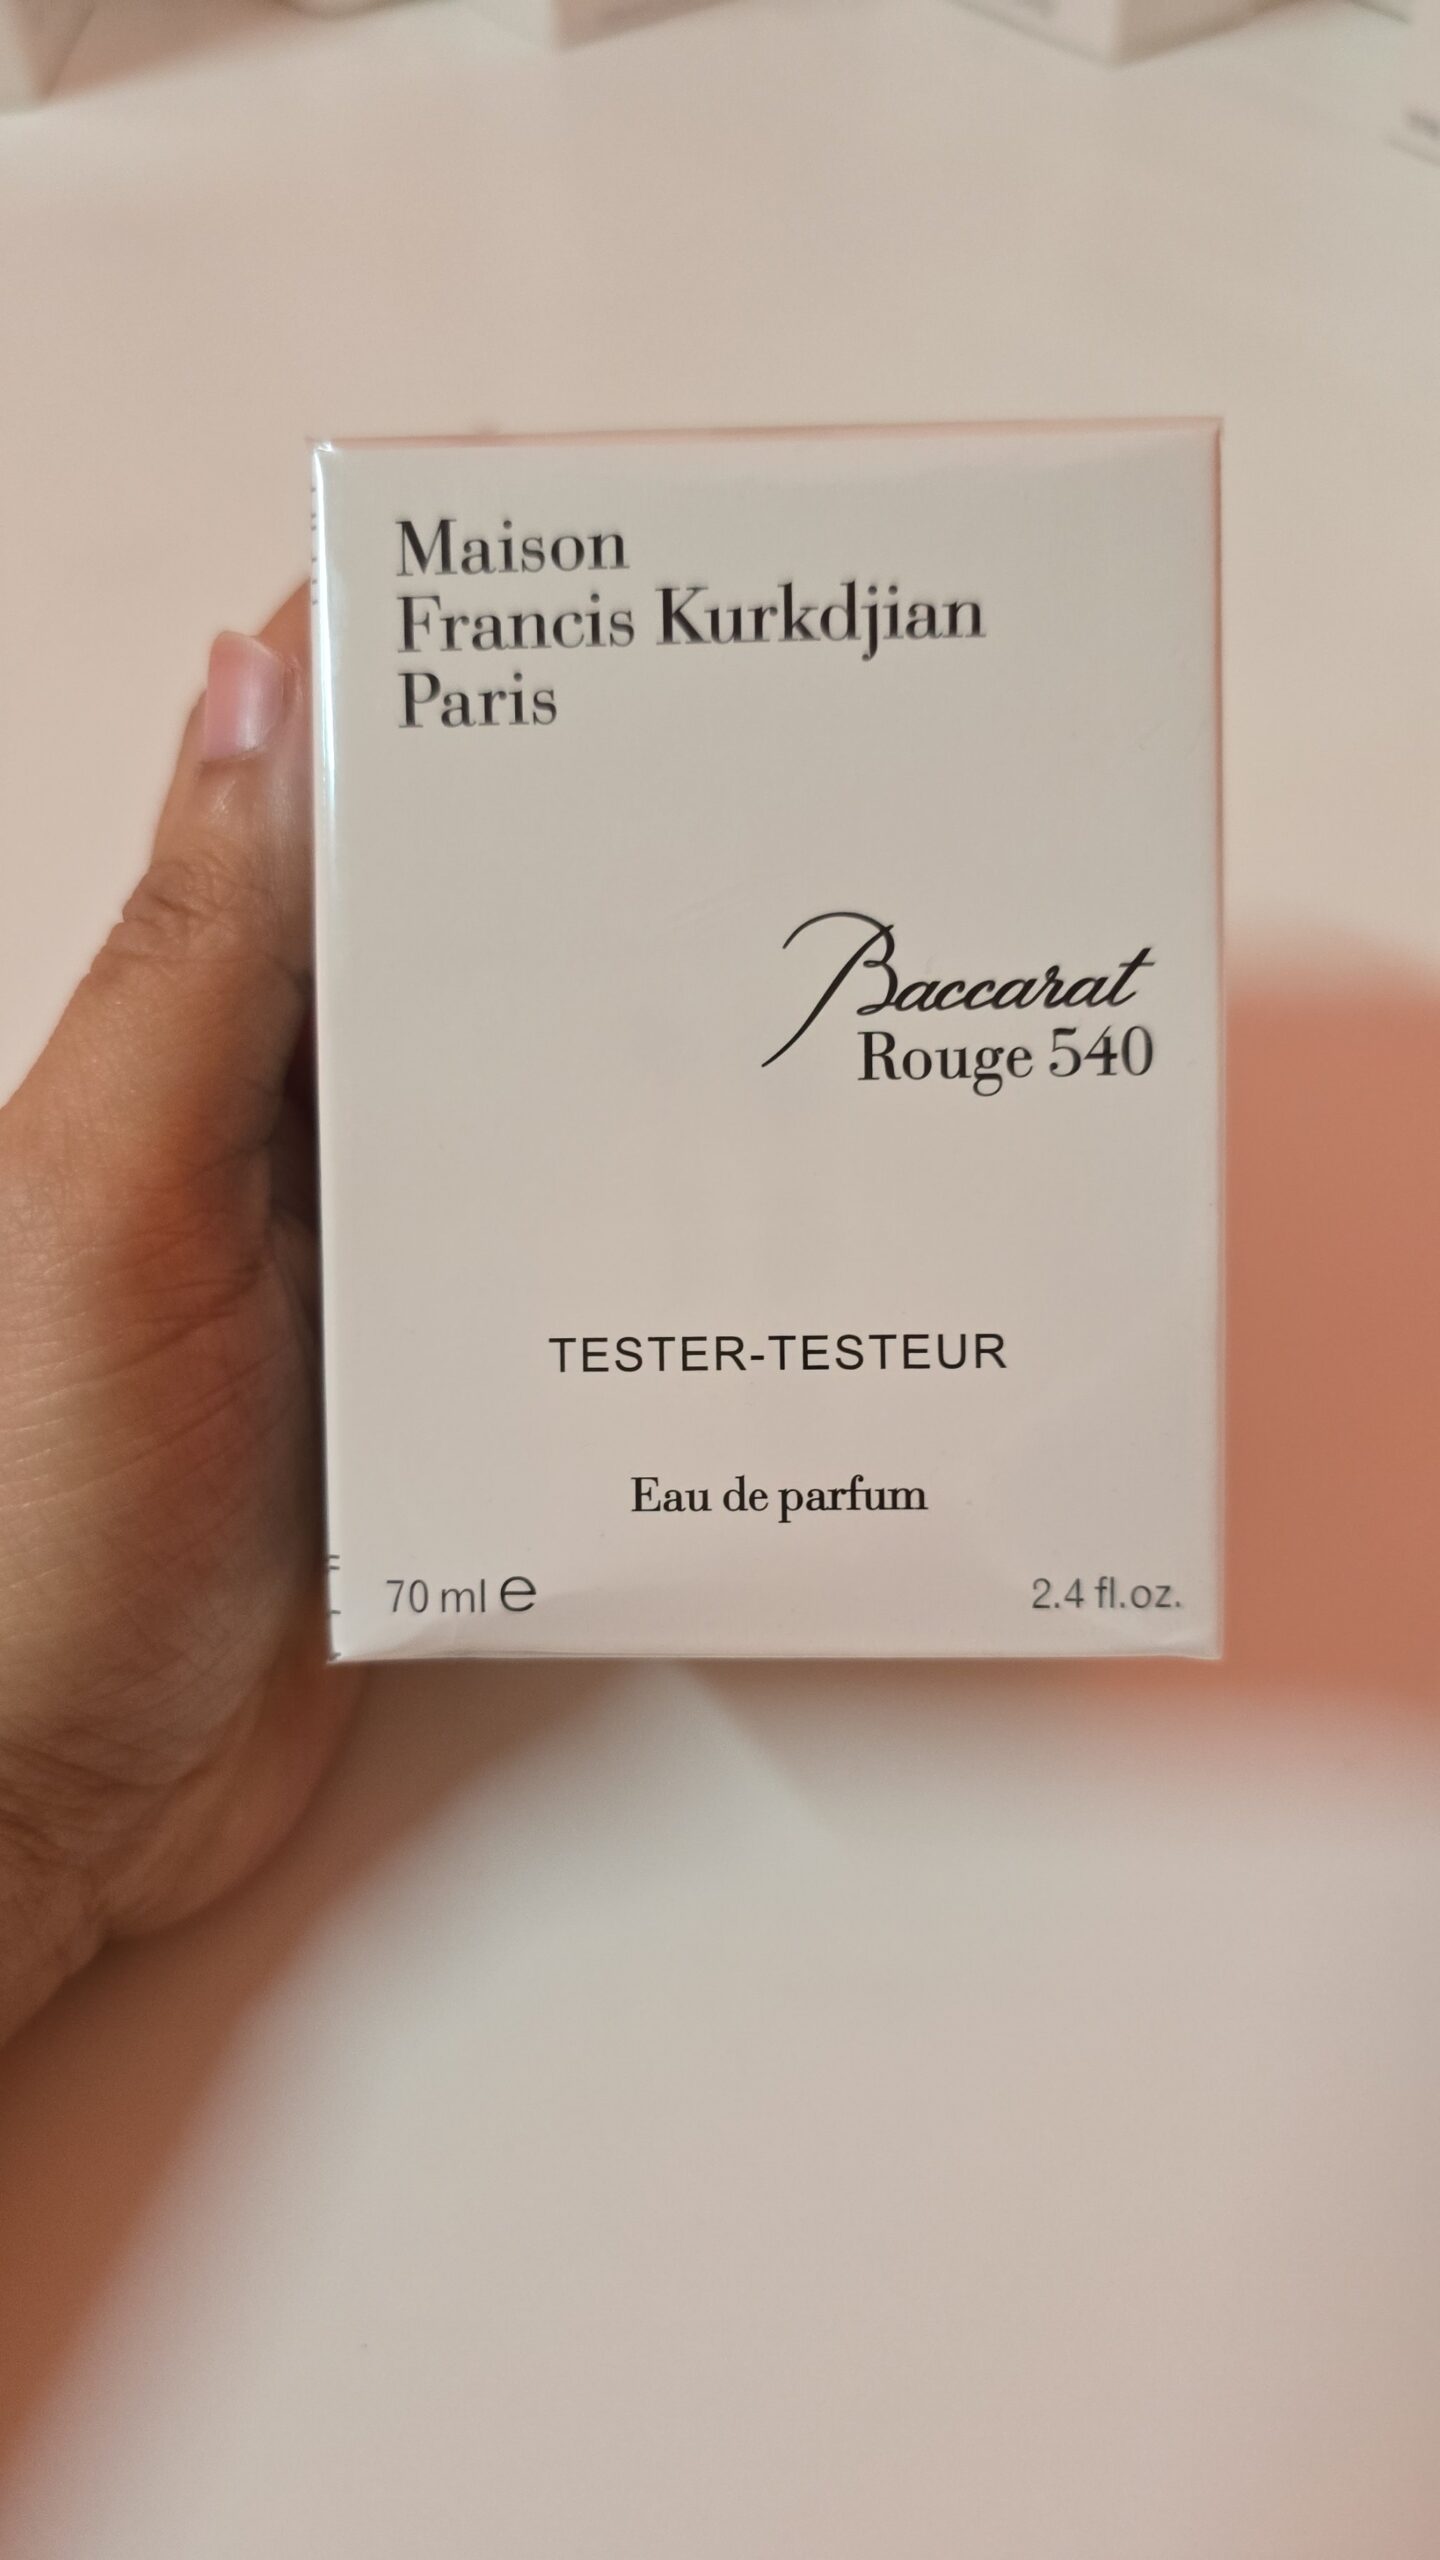 Maison
Francis Kurkdjian
Paris
Baccarat
Rouge 540
TESTER-TESTEUR
Eau de parfum
70 ml ℮
2.4 fl.oz.